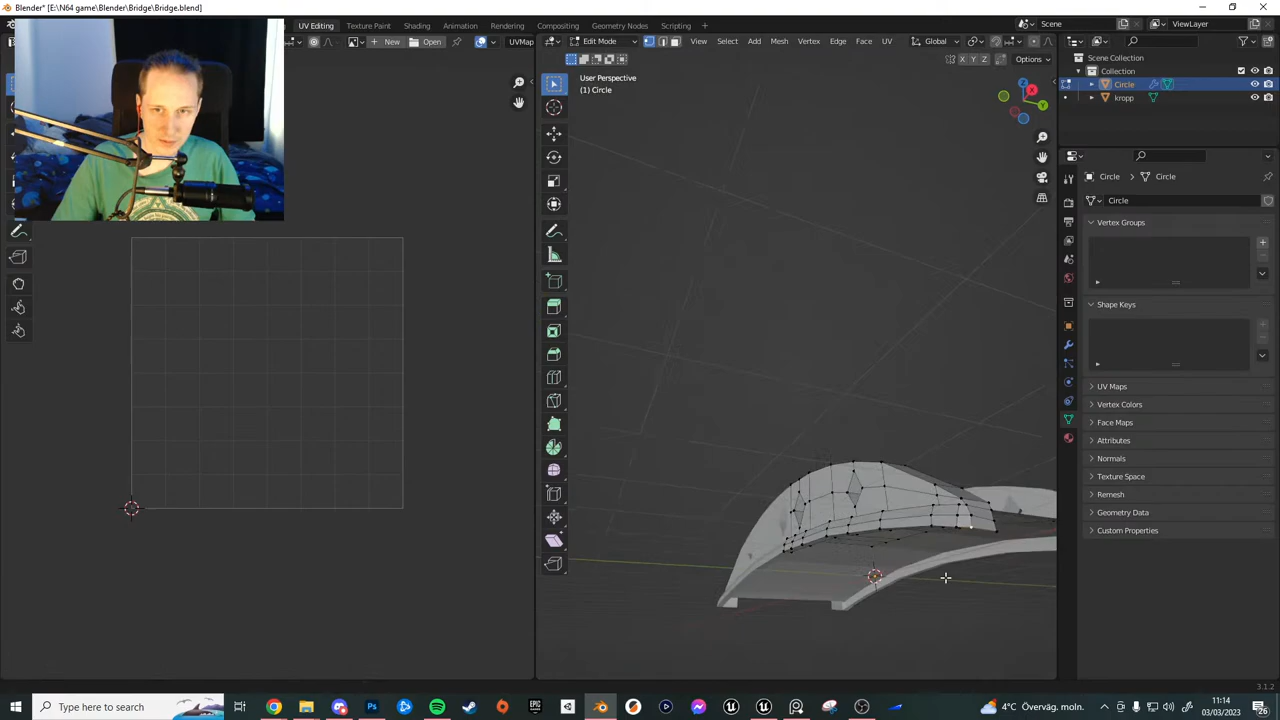 Blender* [E:\N64 game\Blender\Bridge\Bridge.blend]
UV Editing Texture Paint Shading Animation Rendering Compositing Geometry Nodes Scripting Scene ViewLayer
New Open UVMap Edit Mode View Select Add Mesh Vertex Edge Face UV Global
X Y Z Options
User Perspective
(1) Circle
Scene Collection
Collection
Circle
kropp
Circle Circle
Circle
Vertex Groups
Shape Keys
UV Maps
Vertex Colors
Face Maps
Attributes
Normals
Texture Space
Remesh
Geometry Data
Custom Properties
3.1.2
Type here to search
4°C Överväg. moln.
11:14
03/03/2023